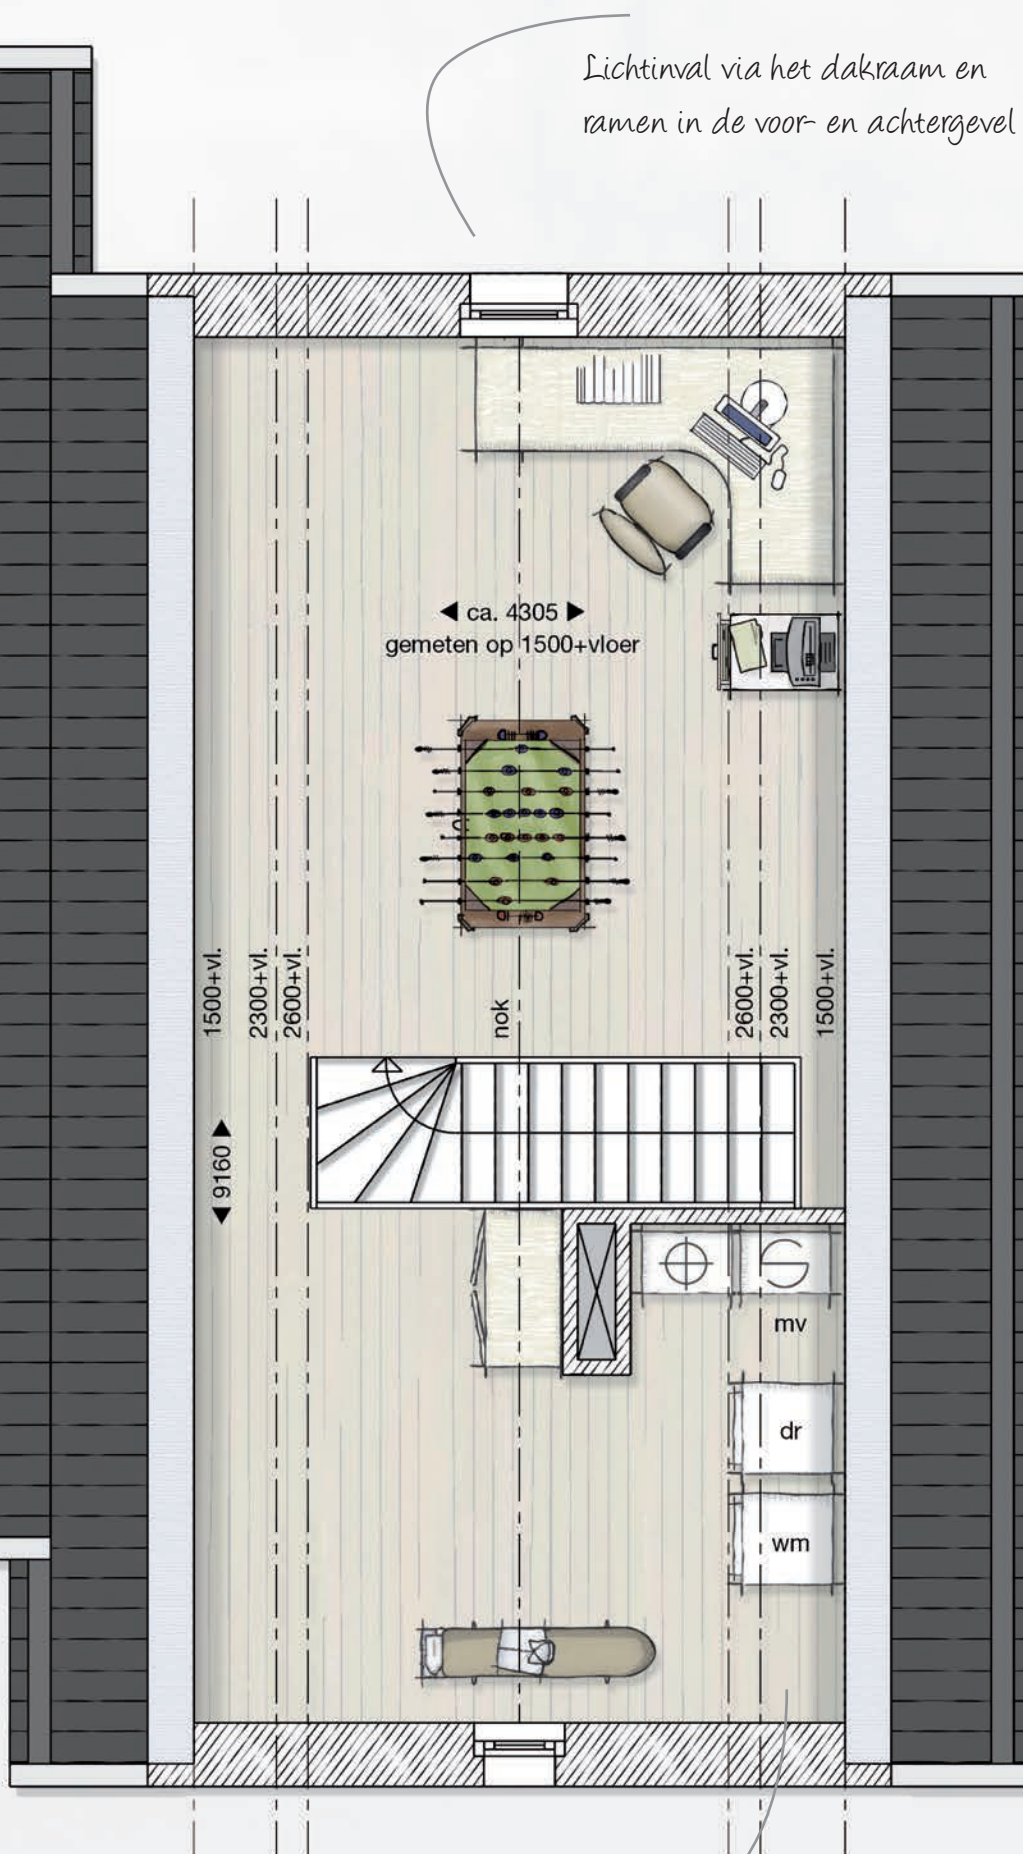 Lichtinval via het dakraam en
ramen in de voor- en achtergevel
ca. 4305
gemeten op 1500+vloer
1500+vl.
2300+vl.
2600+vl.
nok
2600+vl.
2300+vl.
1500+vl.
9160
mv
dr
wm